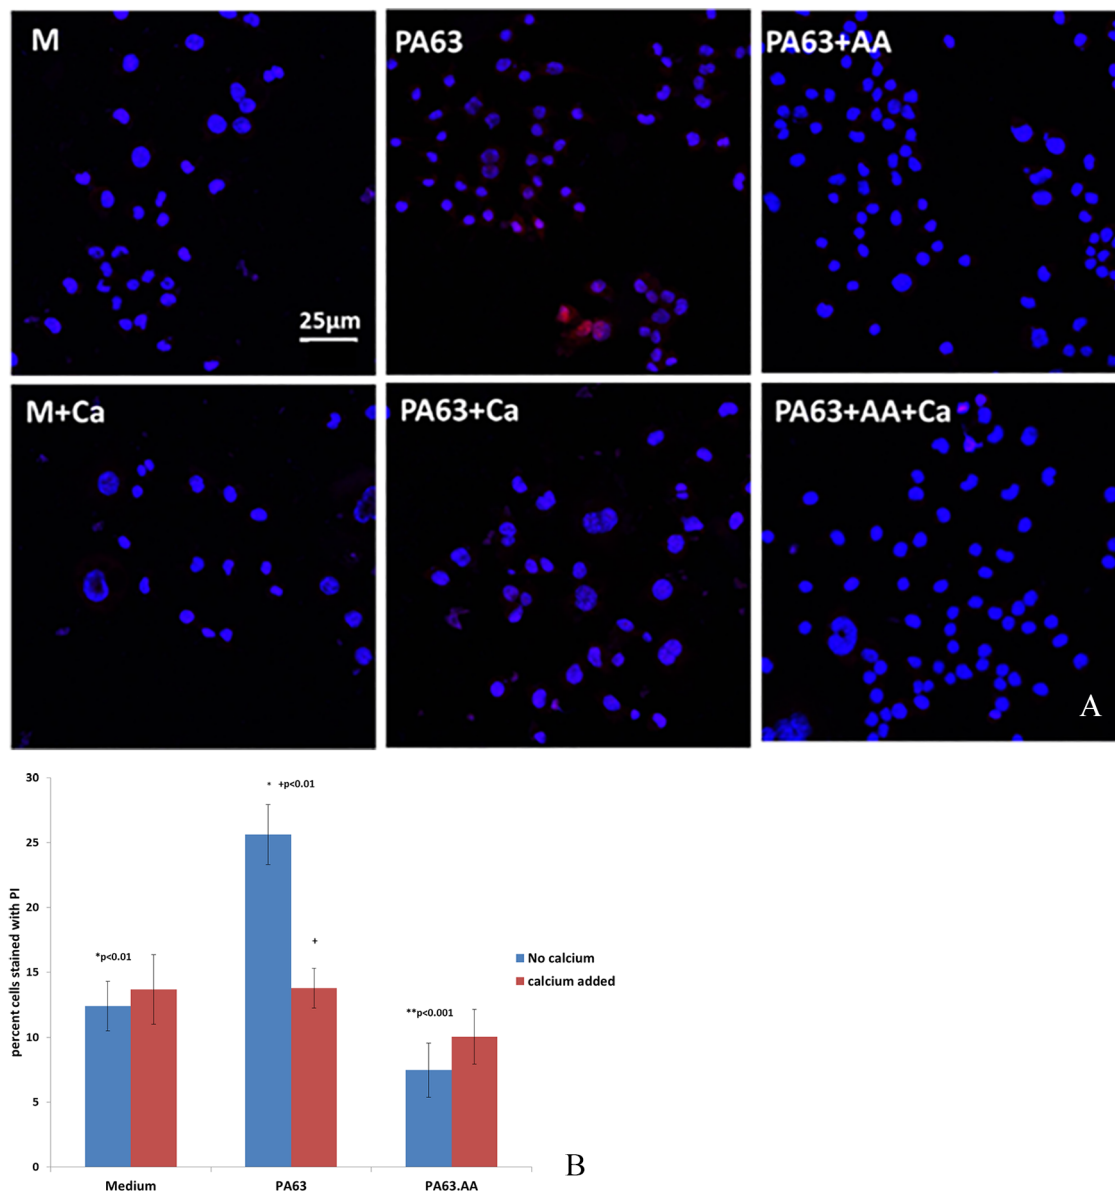 M
PA63
PA63+AA
25µm
M+Ca
PA63+Ca
PA63+AA+Ca
A
30
* +p<0.01
25
20
percent cells stained with PI
+
*p<0.01
No calcium
15
calcium added
**p<0.001
10
5
0
B
Medium
PA63
PA63.AA